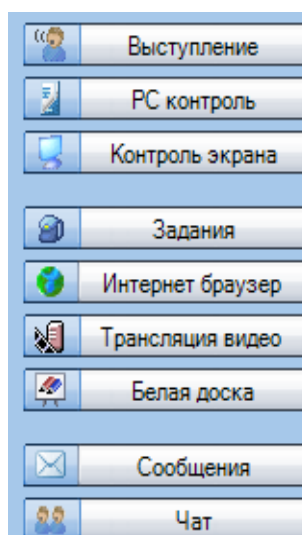 Выступление
PC контроль
Контроль экрана
Задания
Интернет браузер
Трансляция видео
Белая доска
Сообщения
Чат